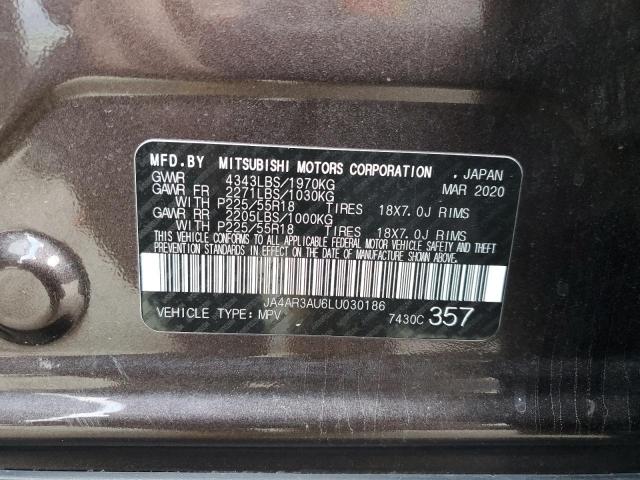 MFD.BY MITSUBISHI MOTORS CORPORATION , JAPAN
GVWR 4343LBS/1970KG MAR 2020
GAWR FR 2271LBS/1030KG
WITH P225/55R18 TIRES 18X7.0J RIMS
GAWR RR 2205LBS/1000KG
WITH P225/55R18 TIRES 18X7.0J RIMS
THIS VEHICLE CONFORMS TO ALL APPLICABLE FEDERAL MOTOR VEHICLE SAFETY AND THEFT
PREVENTION STANDARDS IN EFFECT ON THE DATE OF MANUFACTURE SHOWN ABOVE.
JA4AR3AU6LU030186
VEHICLE TYPE: MPV 7430C 357